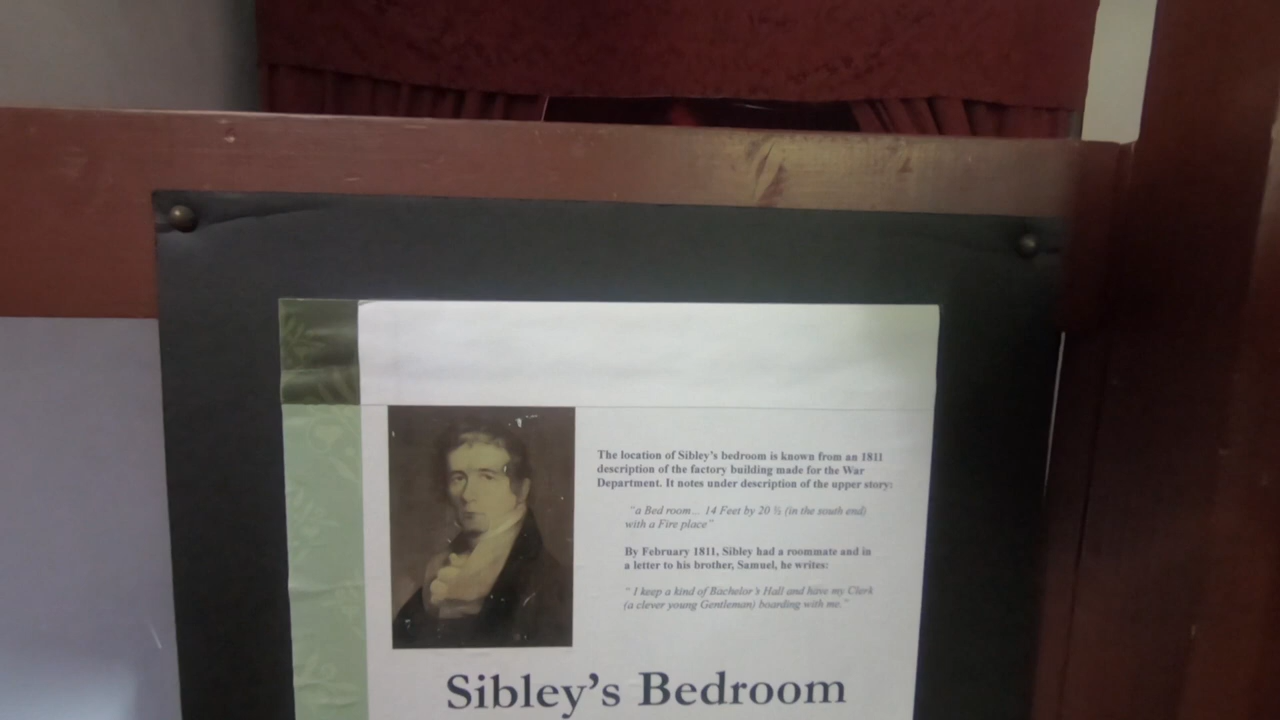 The location of Sibley's bedroom is known from an 1811
description of the factory building made for the War
Department. It notes under description of the upper story:
"a Bed room... 14 Feet by 20 ½ (in the south end)
with a Fire place"
By February 1811, Sibley had a roommate and in
a letter to his brother, Samuel, he writes:
" I keep a kind of Bachelor's Hall and have my Clerk
(a clever young Gentleman) boarding with me."
Sibley's Bedroom